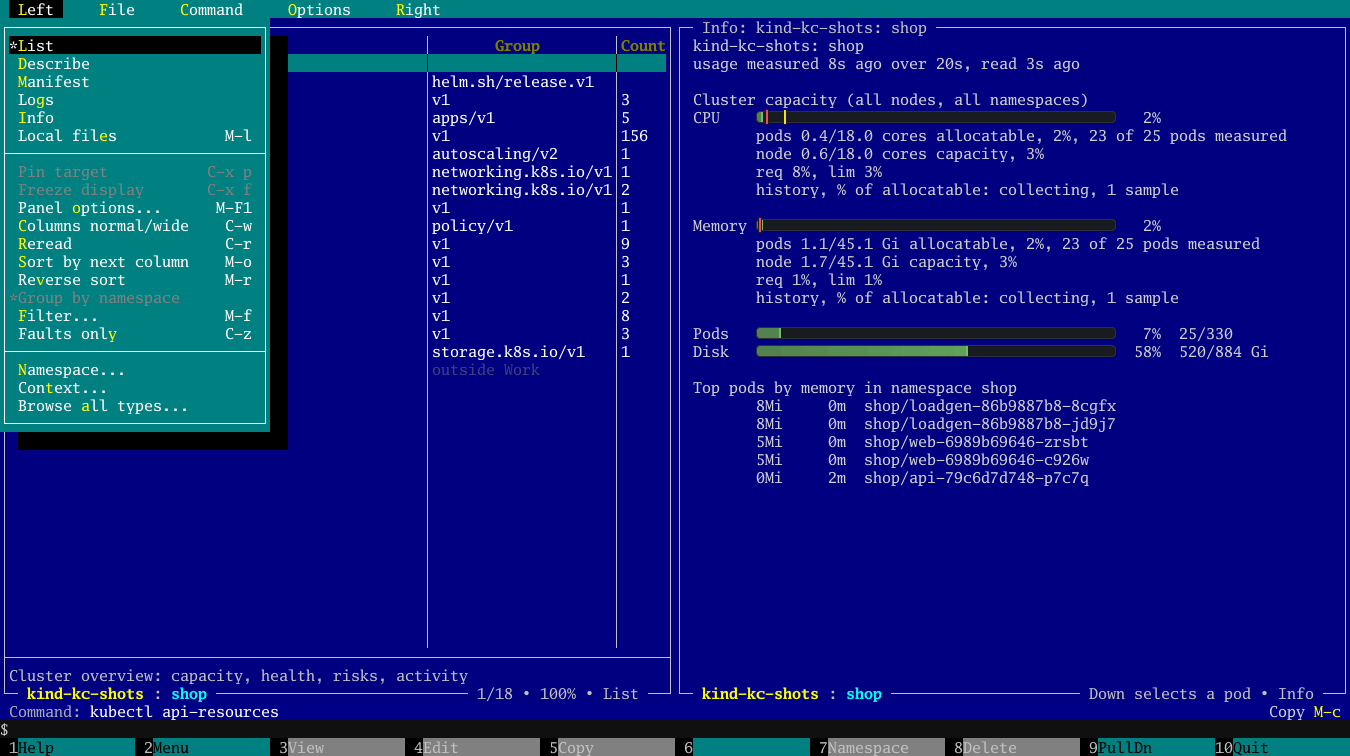 Left File Command Options Right
*List
Describe
Manifest
Logs
Info
Local files M-l
Pin target C-x p
Freeze display C-x f
Panel options... M-F1
Columns normal/wide C-w
Reread C-r
Sort by next column M-o
Reverse sort M-r
*Group by namespace
Filter... M-f
Faults only C-z
Namespace...
Context...
Browse all types...
Group Count
helm.sh/release.v1
v1 3
apps/v1 5
v1 156
autoscaling/v2 1
networking.k8s.io/v1 1
networking.k8s.io/v1 2
v1 1
policy/v1 1
v1 9
v1 3
v1 1
v1 2
v1 8
v1 3
storage.k8s.io/v1 1
outside Work
Cluster overview: capacity, health, risks, activity
kind-kc-shots : shop 1/18 • 100% • List
Info: kind-kc-shots: shop
kind-kc-shots: shop
usage measured 8s ago over 20s, read 3s ago
Cluster capacity (all nodes, all namespaces)
CPU 2%
pods 0.4/18.0 cores allocatable, 2%, 23 of 25 pods measured
node 0.6/18.0 cores capacity, 3%
req 8%, lim 3%
history, % of allocatable: collecting, 1 sample
Memory 2%
pods 1.1/45.1 Gi allocatable, 2%, 23 of 25 pods measured
node 1.7/45.1 Gi capacity, 3%
req 1%, lim 1%
history, % of allocatable: collecting, 1 sample
Pods 7% 25/330
Disk 58% 520/884 Gi
Top pods by memory in namespace shop
8Mi 0m shop/loadgen-86b9887b8-8cgfx
8Mi 0m shop/loadgen-86b9887b8-jd9j7
5Mi 0m shop/web-6989b69646-zrsbt
5Mi 0m shop/web-6989b69646-c926w
0Mi 2m shop/api-79c6d7d748-p7c7q
kind-kc-shots : shop Down selects a pod • Info
Command: kubectl api-resources Copy M-c
$
1Help 2Menu 3View 4Edit 5Copy 6 7Namespace 8Delete 9PullDn 10Quit